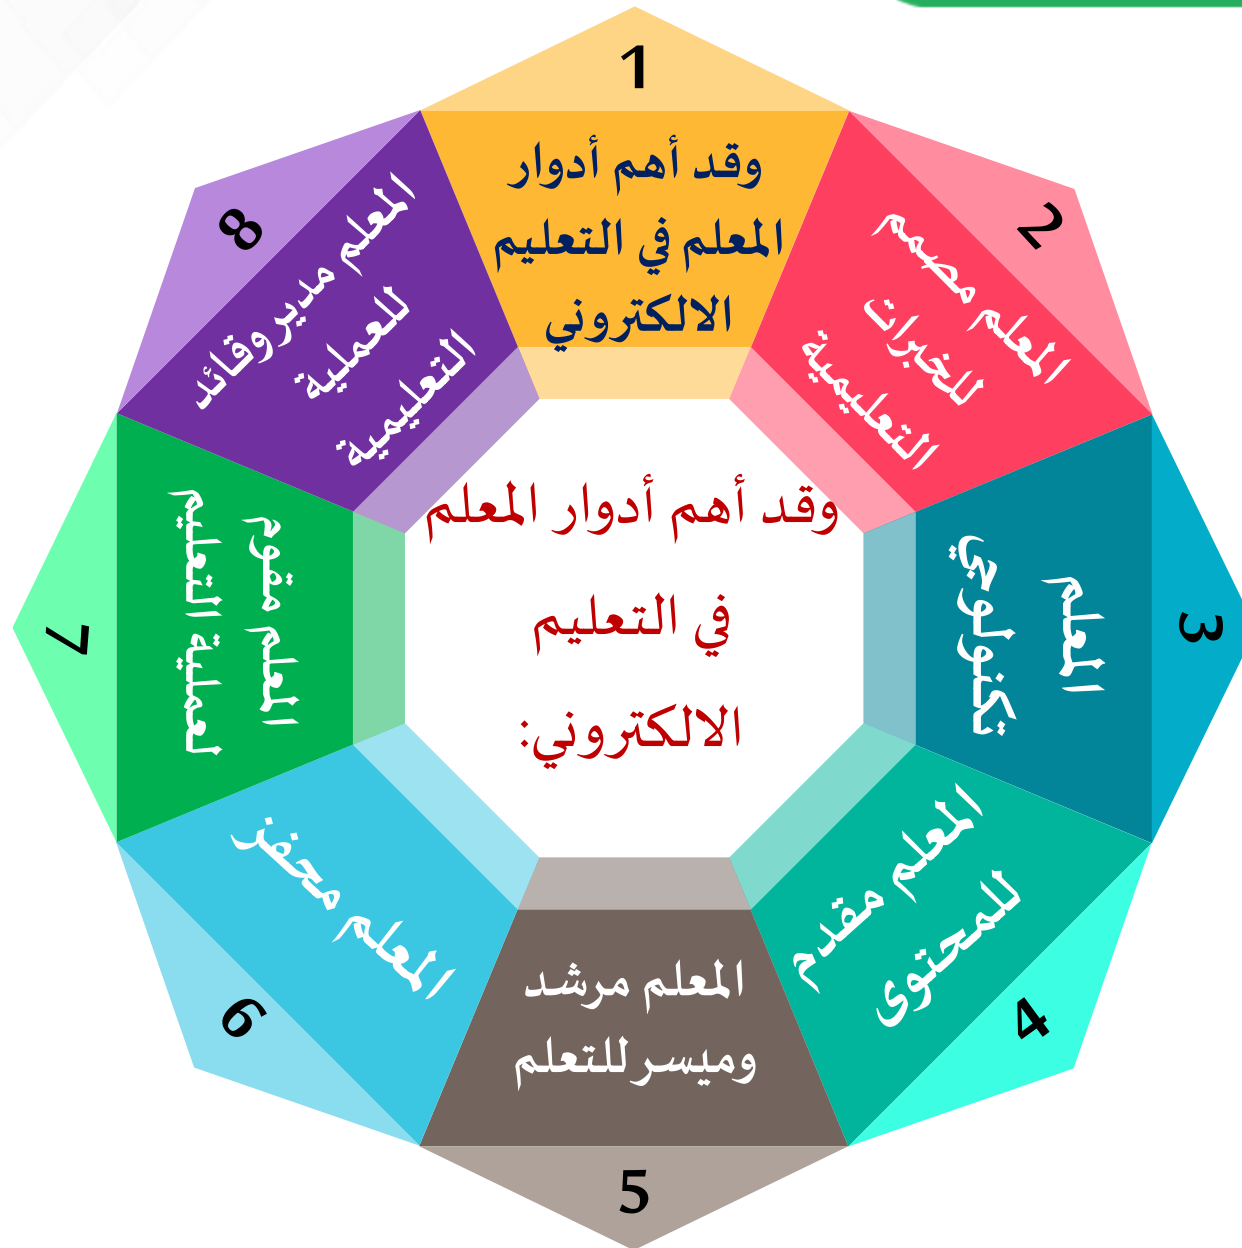 وقد أهم أدوار المعلم
في التعليم
الالكتروني:
1
وقد أهم أدوار
المعلم في التعليم
الالكتروني
2
المعلم مصمم
للخبرات
التعليمية
3
المعلم
تكنولوجي
4
المعلم مقدم
للمحتوى
5
المعلم مرشد
وميسر للتعلم
6
المعلم محفز
7
المعلم مقوم
لعملية التعليم
8
المعلم مدير وقائد
للعملية
التعليمية